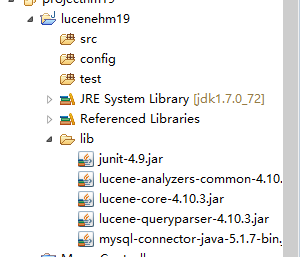 lucenehm19
src
config
test
JRE System Library [jdk1.7.0_72]
Referenced Libraries
lib
junit-4.9.jar
lucene-analyzers-common-4.10.
lucene-core-4.10.3.jar
lucene-queryparser-4.10.3.jar
mysql-connector-java-5.1.7-bin.